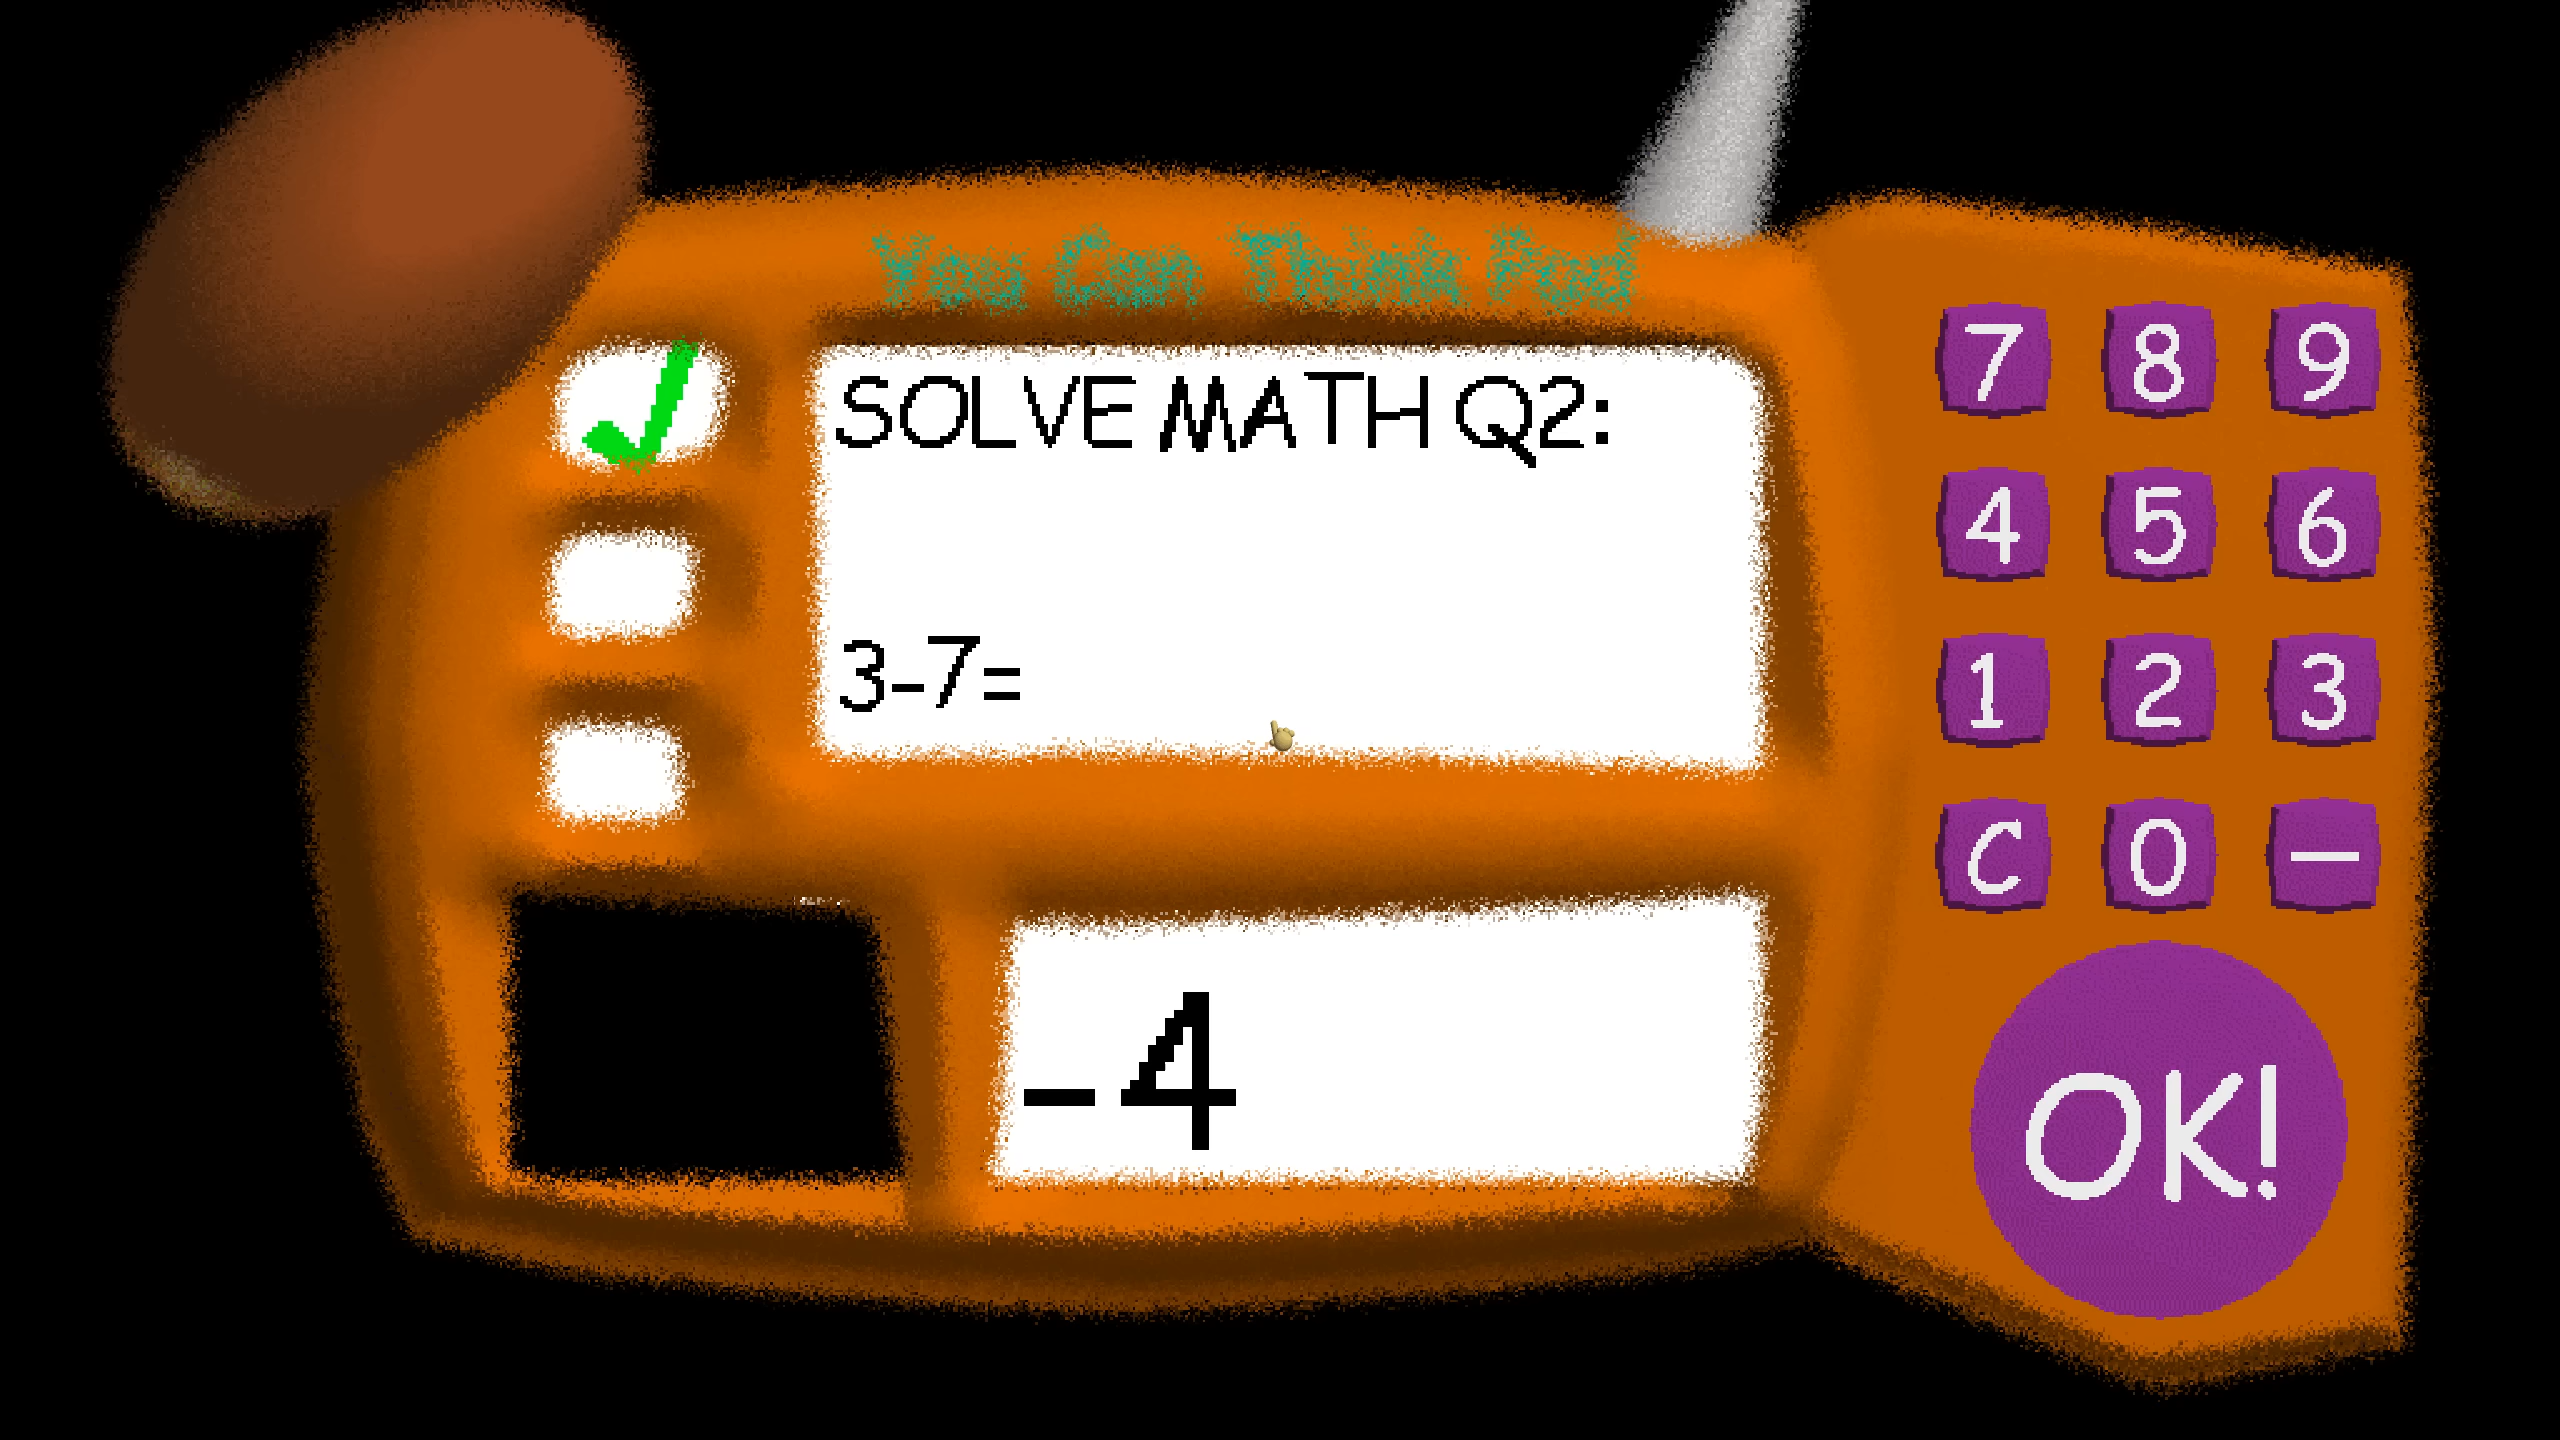 You Can Think Pad
SOLVE MATH Q2:
3-7=
-4
7 8 9
4 5 6
1 2 3
C 0 −
OK!